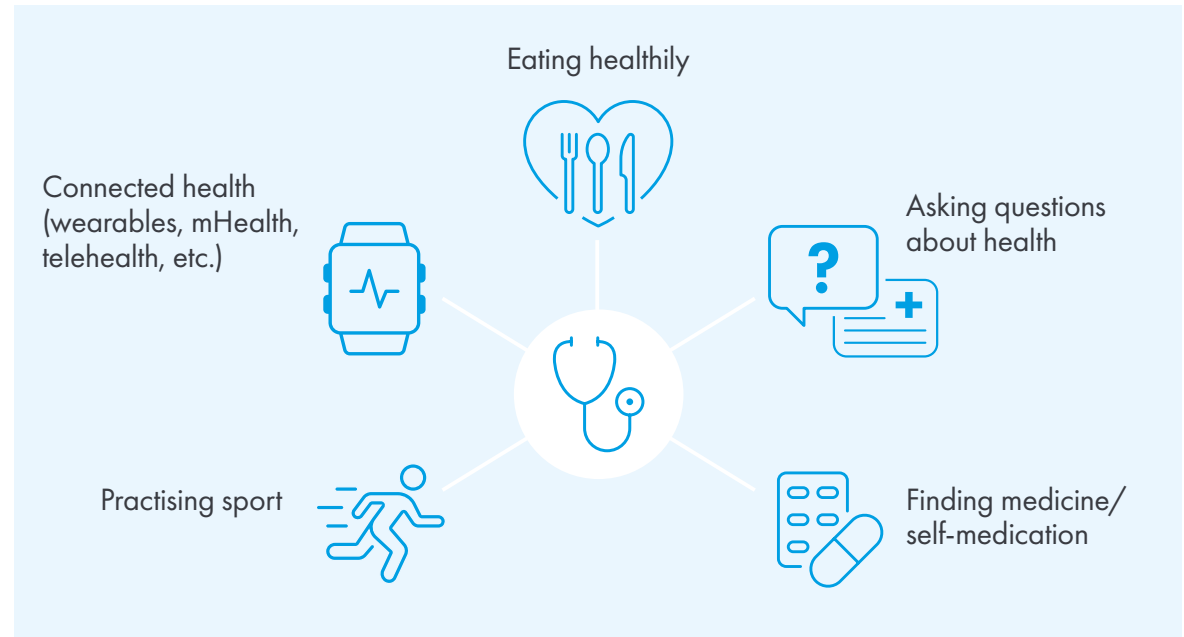 Eating healthily
Connected health
(wearables, mHealth,
telehealth, etc.)
Asking questions
about health
?
Practising sport
Finding medicine/
self-medication